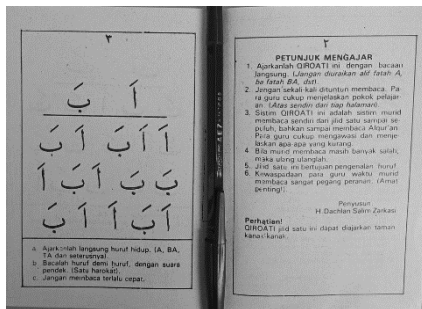 ٣
اَ بَ
اَ اَ بَ اَ بَ
بَ بَ اَ بَ اَ
اَ بَ اَ اَ بَ
a. Ajarkanlah langsung huruf hidup. (A, BA,
TA dan seterusnya).
b. Bacalah huruf demi huruf, dengan suara
pendek. (Satu harokat).
c. Jangan membaca terlalu cepat.
٢
PETUNJUK MENGAJAR
1. Ajarkanlah QIROATI ini dengan bacaan
langsung. (Jangan diuraikan alif fatah A,
ba fatah BA, dst).
2. Jangan sekali kali dituntun membaca. Pa-
ra guru cukup menjelaskan pokok pelajar-
an. (Atas sendiri dari tiap halaman).
3. Sistim QIROATI ini adalah sistim murid
membaca sendiri dari jilid satu sampai se-
puluh, bahkan sampai membaca Alqur'an.
Para guru cukup mengawasi dan menje-
laskan apa-apa yang kurang.
4. Bila murid membaca masih banyak salah,
maka ulang-ulanglah.
5. Jilid satu ini bertujuan pengenalan huruf.
6. Kewaspadaan para guru waktu murid
membaca sangat pegang peranan. (Amat
penting!).
Penyusun
H. Dachlan Salim Zarkasi
Perhatian!
QIROATI jilid satu ini dapat diajarkan taman
kanak-kanak.